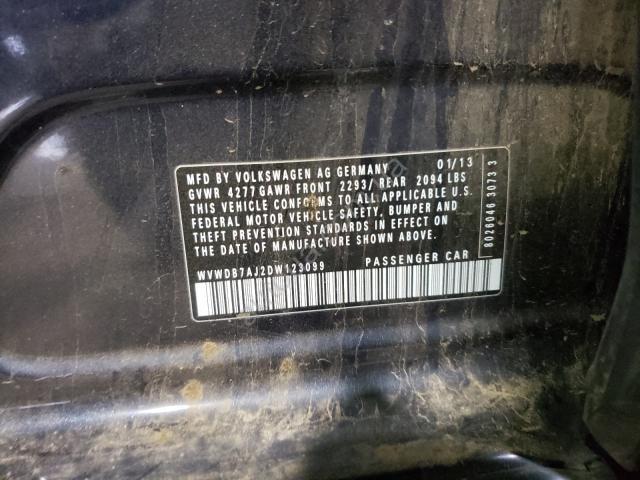 MFD BY VOLKSWAGEN AG GERMANY 01/13
GVWR 4277 GAWR FRONT 2293/ REAR 2094 LBS
THIS VEHICLE CONFORMS TO ALL APPLICABLE U.S.
FEDERAL MOTOR VEHICLE SAFETY, BUMPER AND
THEFT PREVENTION STANDARDS IN EFFECT ON
THE DATE OF MANUFACTURE SHOWN ABOVE.
WVWDB7AJ2DW123099 PASSENGER CAR
8026046 3073 3